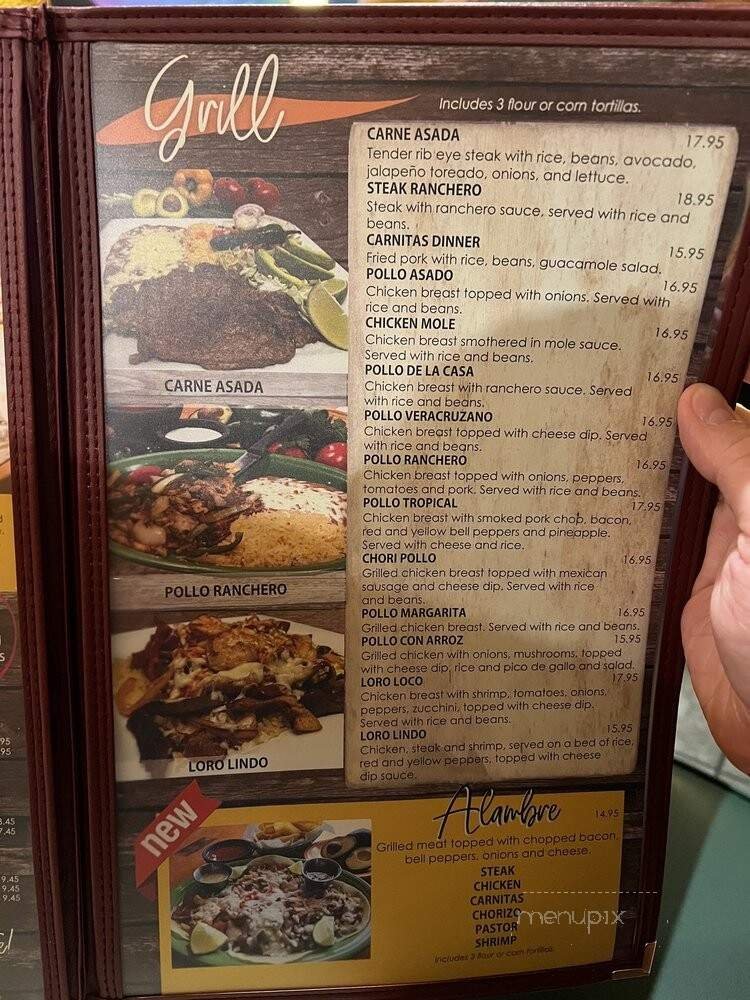 Grill
Includes 3 flour or corn tortillas.
CARNE ASADA 17.95
Tender rib eye steak with rice, beans, avocado,
jalapeño toreado, onions, and lettuce.
STEAK RANCHERO 18.95
Steak with ranchero sauce, served with rice and
beans.
CARNITAS DINNER 15.95
Fried pork with rice, beans, guacamole salad.
POLLO ASADO 16.95
Chicken breast topped with onions. Served with
rice and beans.
CHICKEN MOLE 16.95
Chicken breast smothered in mole sauce.
Served with rice and beans.
POLLO DE LA CASA 16.95
Chicken breast with ranchero sauce. Served
with rice and beans.
POLLO VERACRUZANO 16.95
Chicken breast topped with cheese dip. Served
with rice and beans.
POLLO RANCHERO 16.95
Chicken breast topped with onions, peppers,
tomatoes and pork. Served with rice and beans.
POLLO TROPICAL 17.95
Chicken breast with smoked pork chop, bacon,
red and yellow bell peppers and pineapple.
Served with cheese and rice.
CHORI POLLO 16.95
Grilled chicken breast topped with mexican
sausage and cheese dip. Served with rice
and beans.
POLLO MARGARITA 16.95
Grilled chicken breast. Served with rice and beans.
POLLO CON ARROZ 15.95
Grilled chicken with onions, mushrooms, topped
with cheese dip, rice and pico de gallo and salad.
LORO LOCO 17.95
Chicken breast with shrimp, tomatoes, onions,
peppers, zucchini, topped with cheese dip.
Served with rice and beans.
LORO LINDO 15.95
Chicken, steak and shrimp, served on a bed of rice,
red and yellow peppers, topped with cheese
dip sauce.
CARNE ASADA
POLLO RANCHERO
LORO LINDO
new
Alambre 14.95
Grilled meat topped with chopped bacon,
bell peppers, onions and cheese.
STEAK
CHICKEN
CARNITAS
CHORIZO
PASTOR
SHRIMP
Includes 3 flour or corn tortillas.
menupix